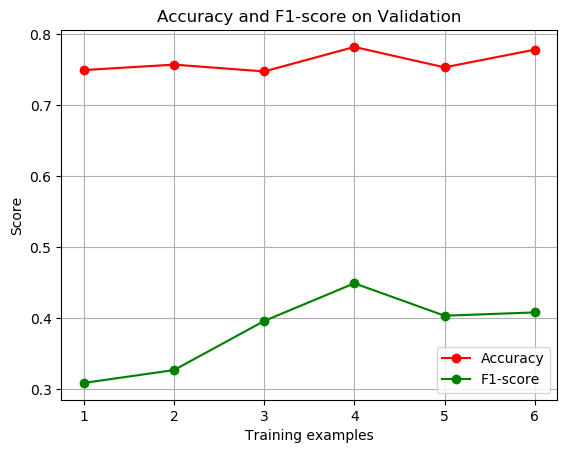 Accuracy and F1-score on Validation
0.8
0.7
0.6
0.5
0.4
0.3
Score
Accuracy
F1-score
1 2 3 4 5 6
Training examples